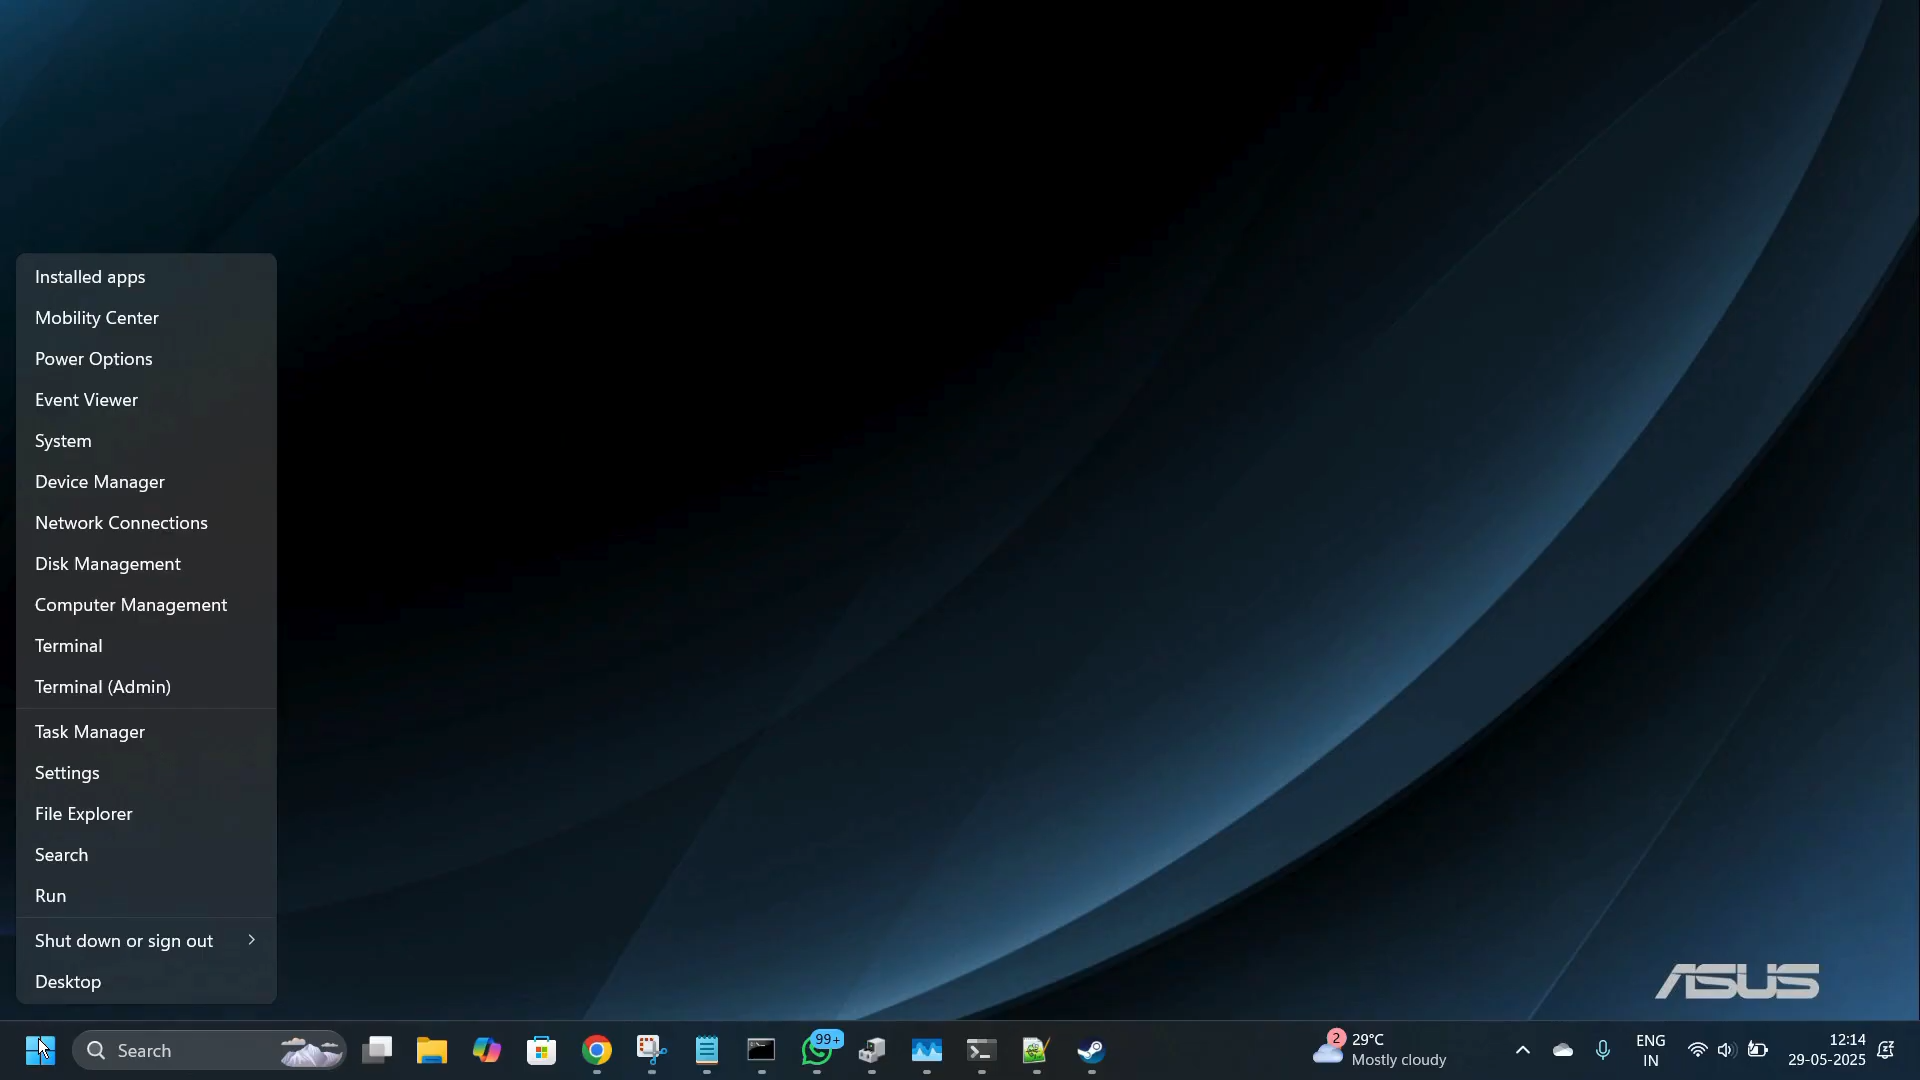 Installed apps
Mobility Center
Power Options
Event Viewer
System
Device Manager
Network Connections
Disk Management
Computer Management
Terminal
Terminal (Admin)
Task Manager
Settings
File Explorer
Search
Run
Shut down or sign out
Desktop
ASUS
Search
99+
2
29°C
Mostly cloudy
ENG
IN
12:14
29-05-2025